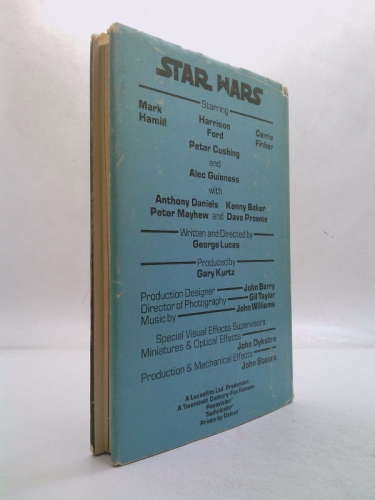 STAR WARS
Starring
Mark Hamill
Harrison Ford
Carrie Fisher
Peter Cushing
and
Alec Guinness
with
Anthony Daniels Kenny Baker
Peter Mayhew and Dave Prowse
Written and Directed by
George Lucas
Produced by
Gary Kurtz
Production Designer John Barry
Director of Photography Gil Taylor
Music by John Williams
Special Visual Effects Supervisors
Miniatures & Optical Effects
John Dykstra
Production & Mechanical Effects
John Stears
A Lucasfilm Ltd. Production
A Twentieth Century-Fox Release
Panavision®
Technicolor®
Prints by Deluxe®